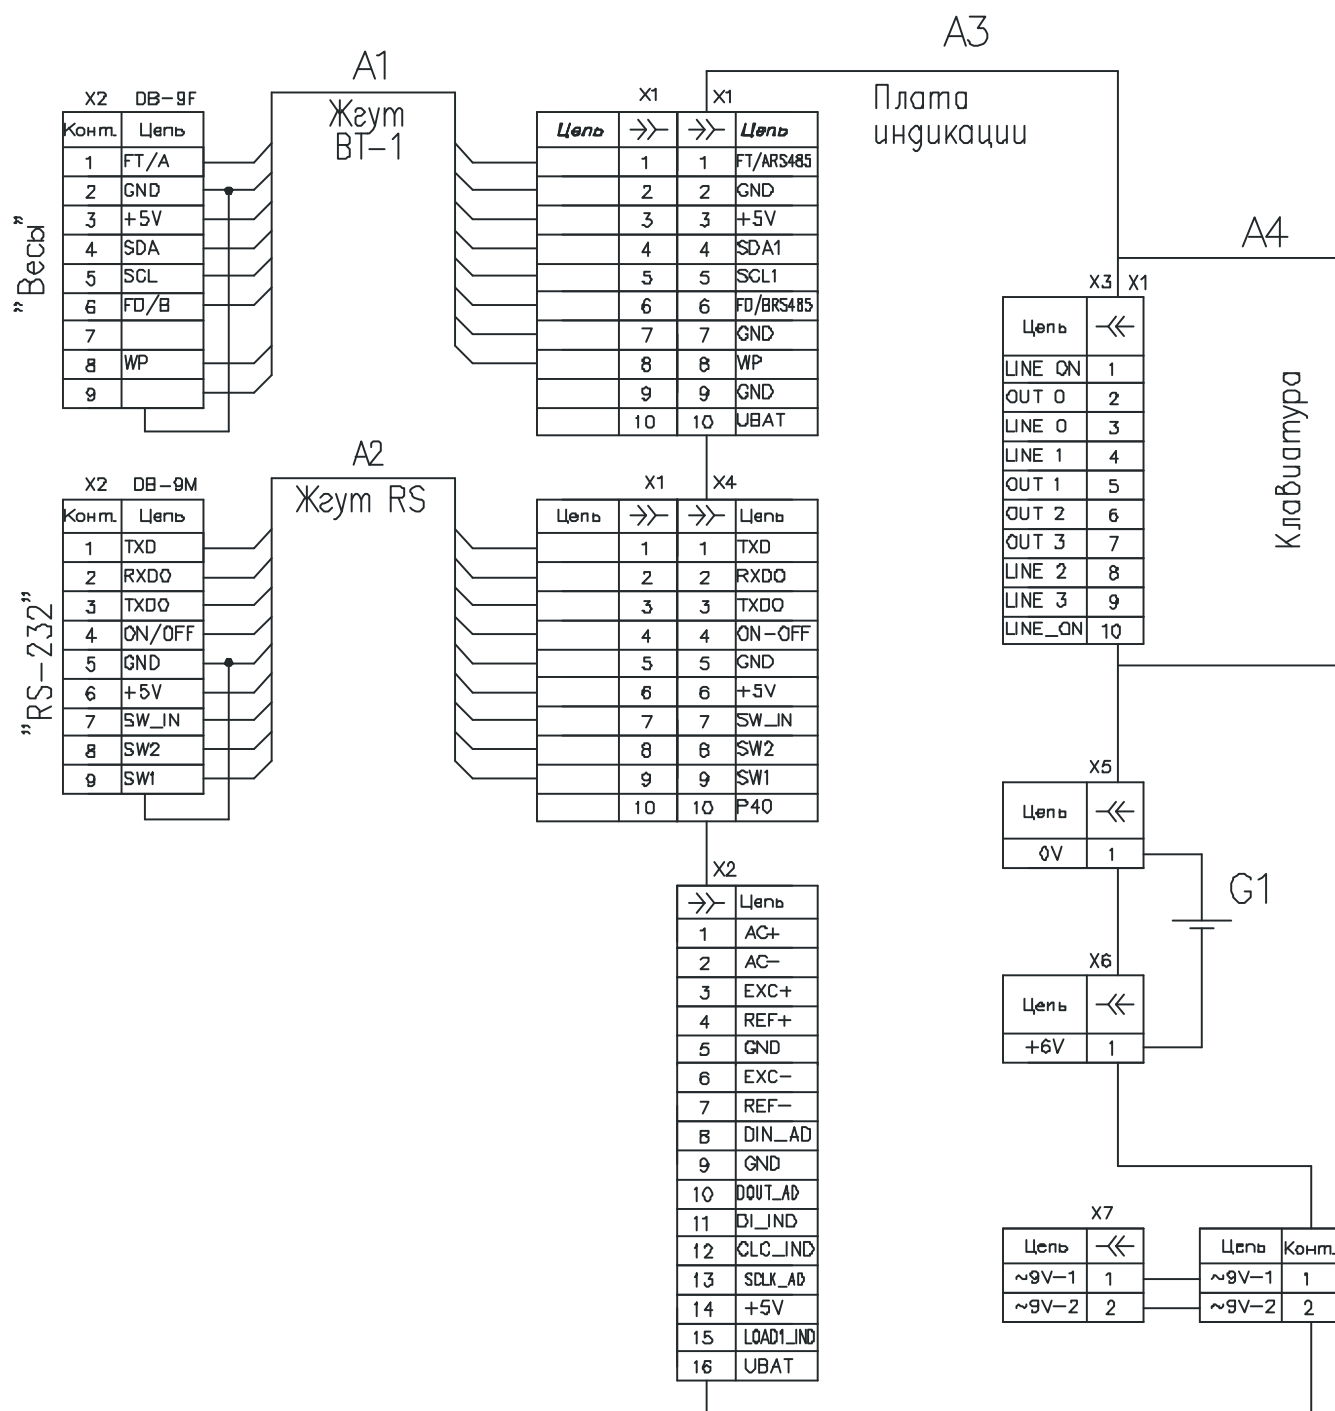 A3
A1
X2 DB-9F
Жгут
BT-1
Конт. Цепь
1 FT/A
2 GND
3 +5V
4 SDA
5 SCL
6 FD/B
7
8 WP
9
"Весы"
X1 X1
Цепь Цепь
1 1 FT/ARS485
2 2 GND
3 3 +5V
4 4 SDA1
5 5 SCL1
6 6 FD/BRS485
7 7 GND
8 8 WP
9 9 GND
10 10 UBAT
Плата
индикации
A4
X3 X1
Цепь
LINE ON 1
OUT 0 2
LINE 0 3
LINE 1 4
OUT 1 5
OUT 2 6
OUT 3 7
LINE 2 8
LINE 3 9
LINE_ON 10
Клавиатура
A2
X2 DB-9M
Жгут RS
Конт. Цепь
1 TXD
2 RXD0
3 TXD0
4 ON/OFF
5 GND
6 +5V
7 SW_IN
8 SW2
9 SW1
"RS-232"
X1 X4
Цепь Цепь
1 1 TXD
2 2 RXD0
3 3 TXD0
4 4 ON-OFF
5 5 GND
6 6 +5V
7 7 SW_IN
8 8 SW2
9 9 SW1
10 10 P40
X5
Цепь
0V 1
G1
X6
Цепь
+6V 1
X2
Цепь
1 AC+
2 AC-
3 EXC+
4 REF+
5 GND
6 EXC-
7 REF-
8 DIN_AD
9 GND
10 DOUT_AD
11 DI_IND
12 CLC_IND
13 SCLK_AD
14 +5V
15 LOAD1_IND
16 UBAT
X7
Цепь Цепь Конт.
~9V-1 1 ~9V-1 1
~9V-2 2 ~9V-2 2